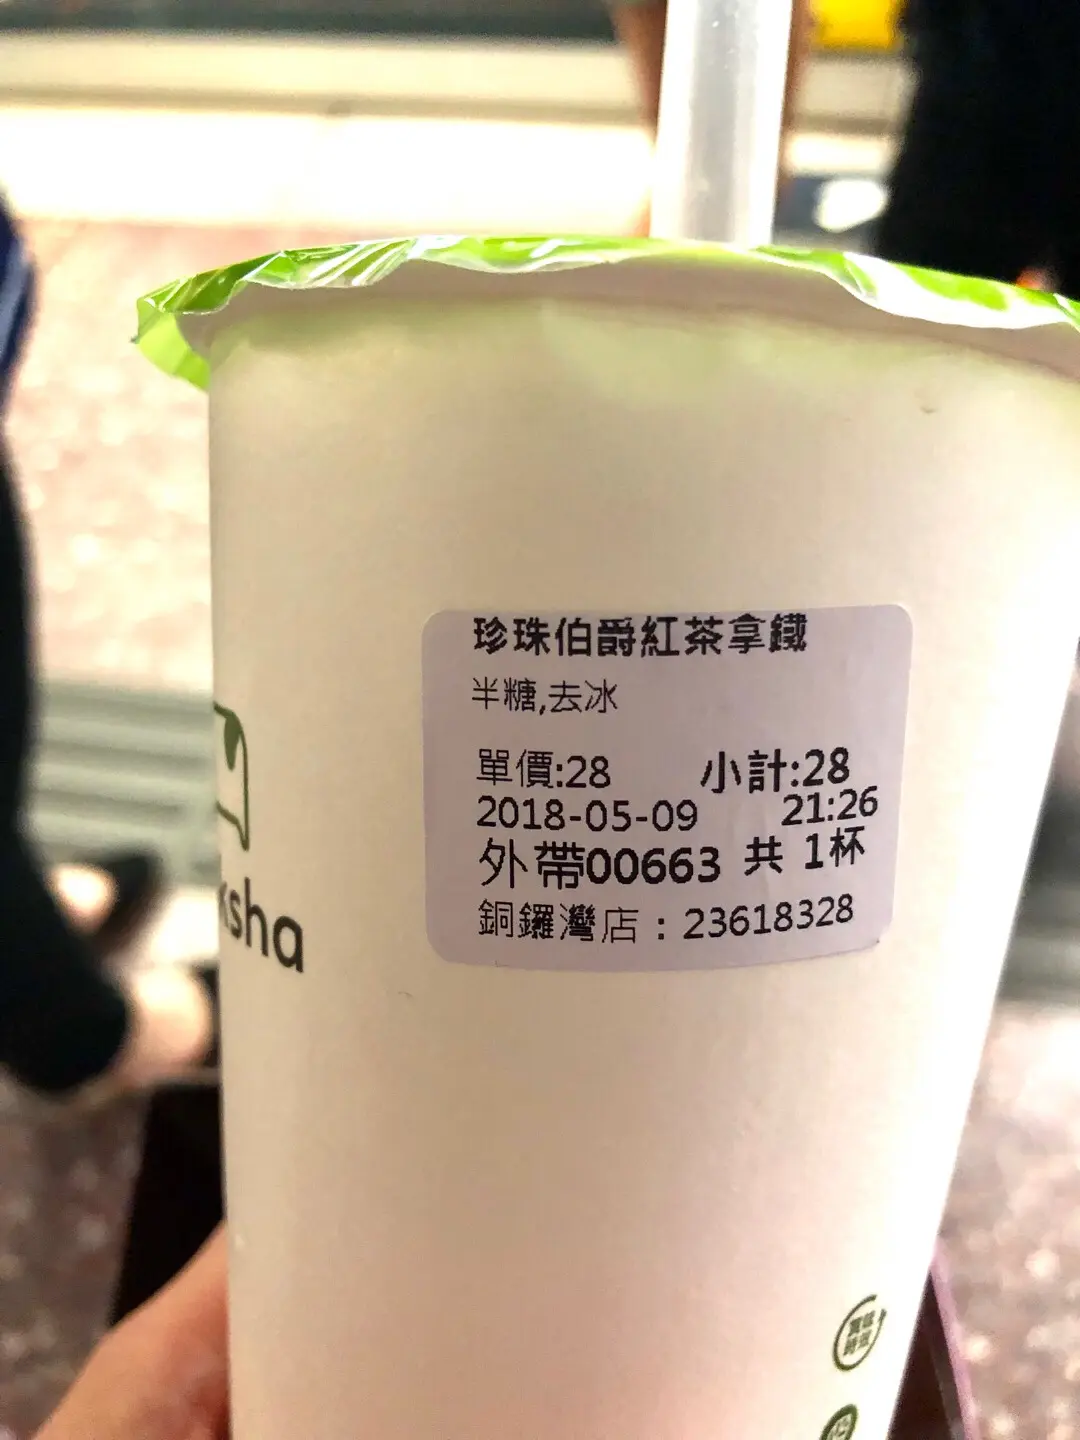 珍珠伯爵紅茶拿鐵
半糖,去冰
單價:28 小計:28
2018-05-09 21:26
外帶00663 共 1杯
銅鑼灣店：23618328
ksha